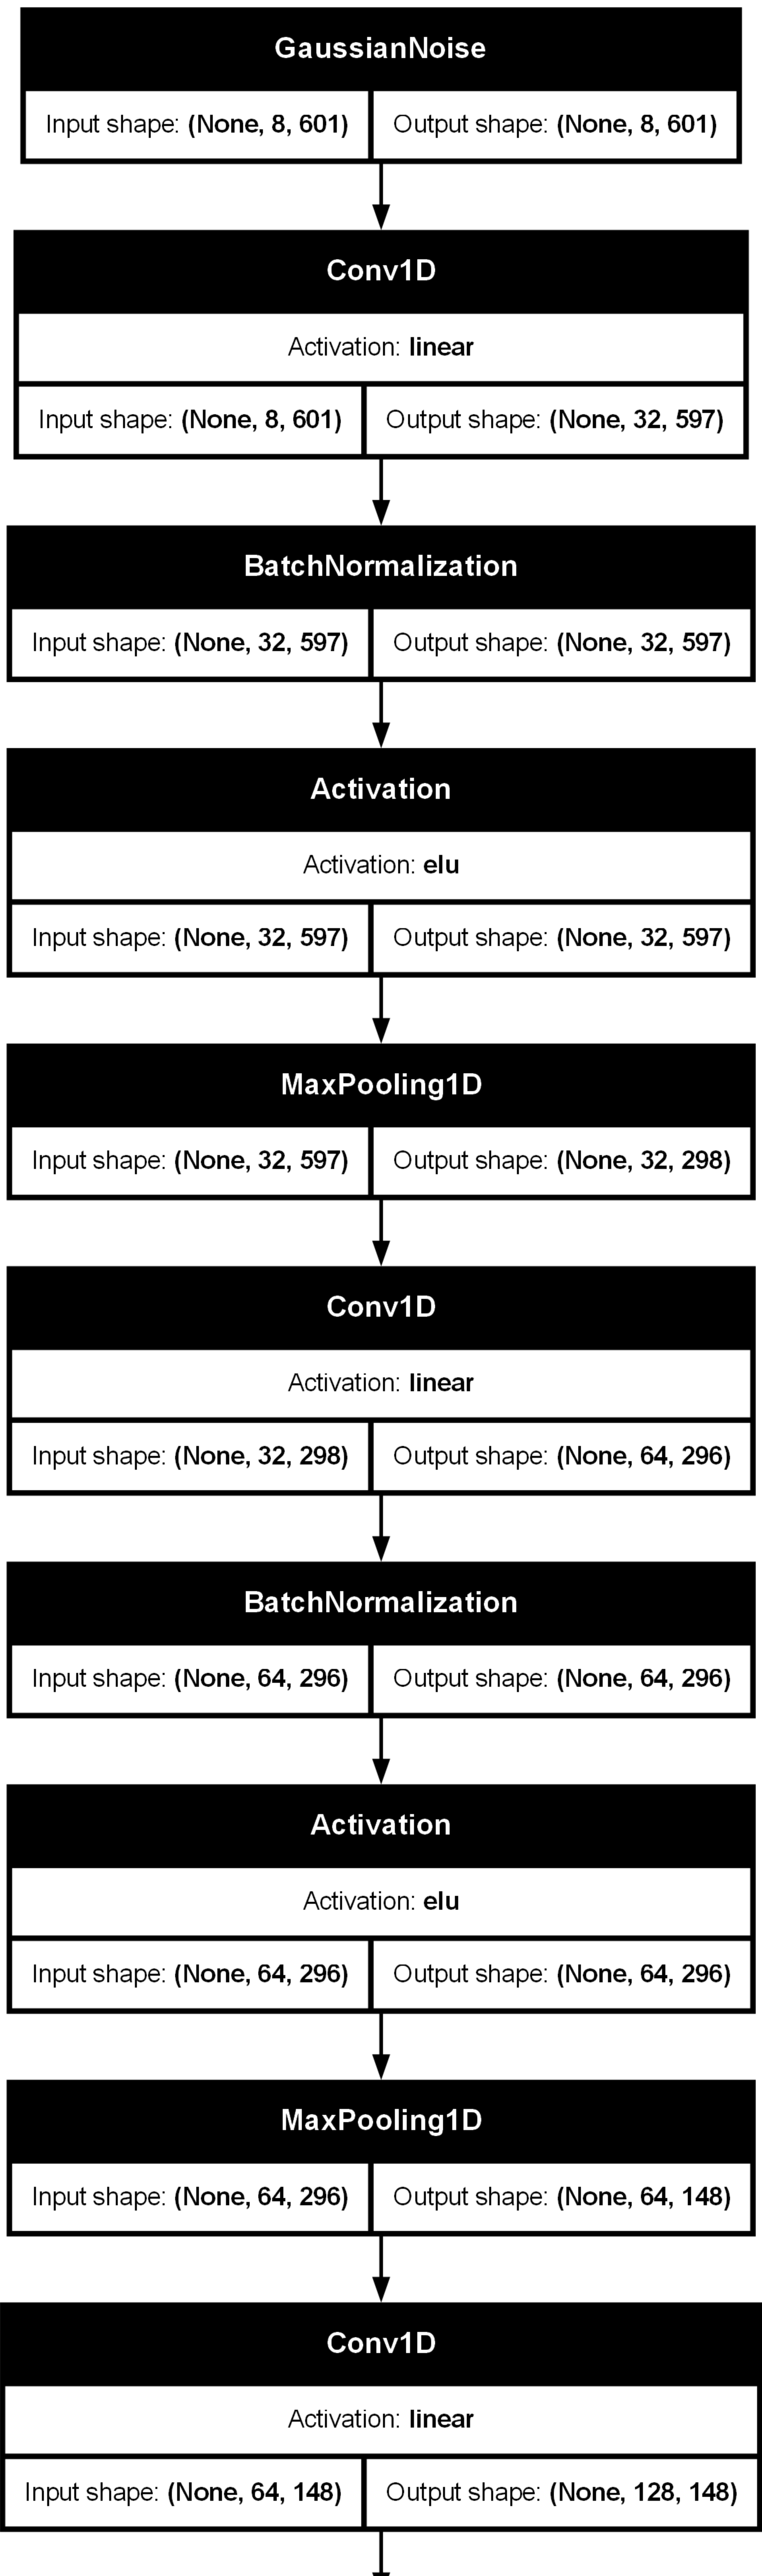 GaussianNoise
Input shape: (None, 8, 601) Output shape: (None, 8, 601)
Conv1D
Activation: linear
Input shape: (None, 8, 601) Output shape: (None, 32, 597)
BatchNormalization
Input shape: (None, 32, 597) Output shape: (None, 32, 597)
Activation
Activation: elu
Input shape: (None, 32, 597) Output shape: (None, 32, 597)
MaxPooling1D
Input shape: (None, 32, 597) Output shape: (None, 32, 298)
Conv1D
Activation: linear
Input shape: (None, 32, 298) Output shape: (None, 64, 296)
BatchNormalization
Input shape: (None, 64, 296) Output shape: (None, 64, 296)
Activation
Activation: elu
Input shape: (None, 64, 296) Output shape: (None, 64, 296)
MaxPooling1D
Input shape: (None, 64, 296) Output shape: (None, 64, 148)
Conv1D
Activation: linear
Input shape: (None, 64, 148) Output shape: (None, 128, 148)